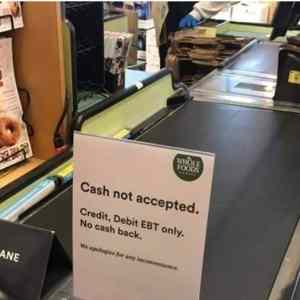 WHOLE
FOODS
MARKET
Cash not accepted.
Credit, Debit EBT only.
No cash back.
We apologize for any inconvenience.
ANE